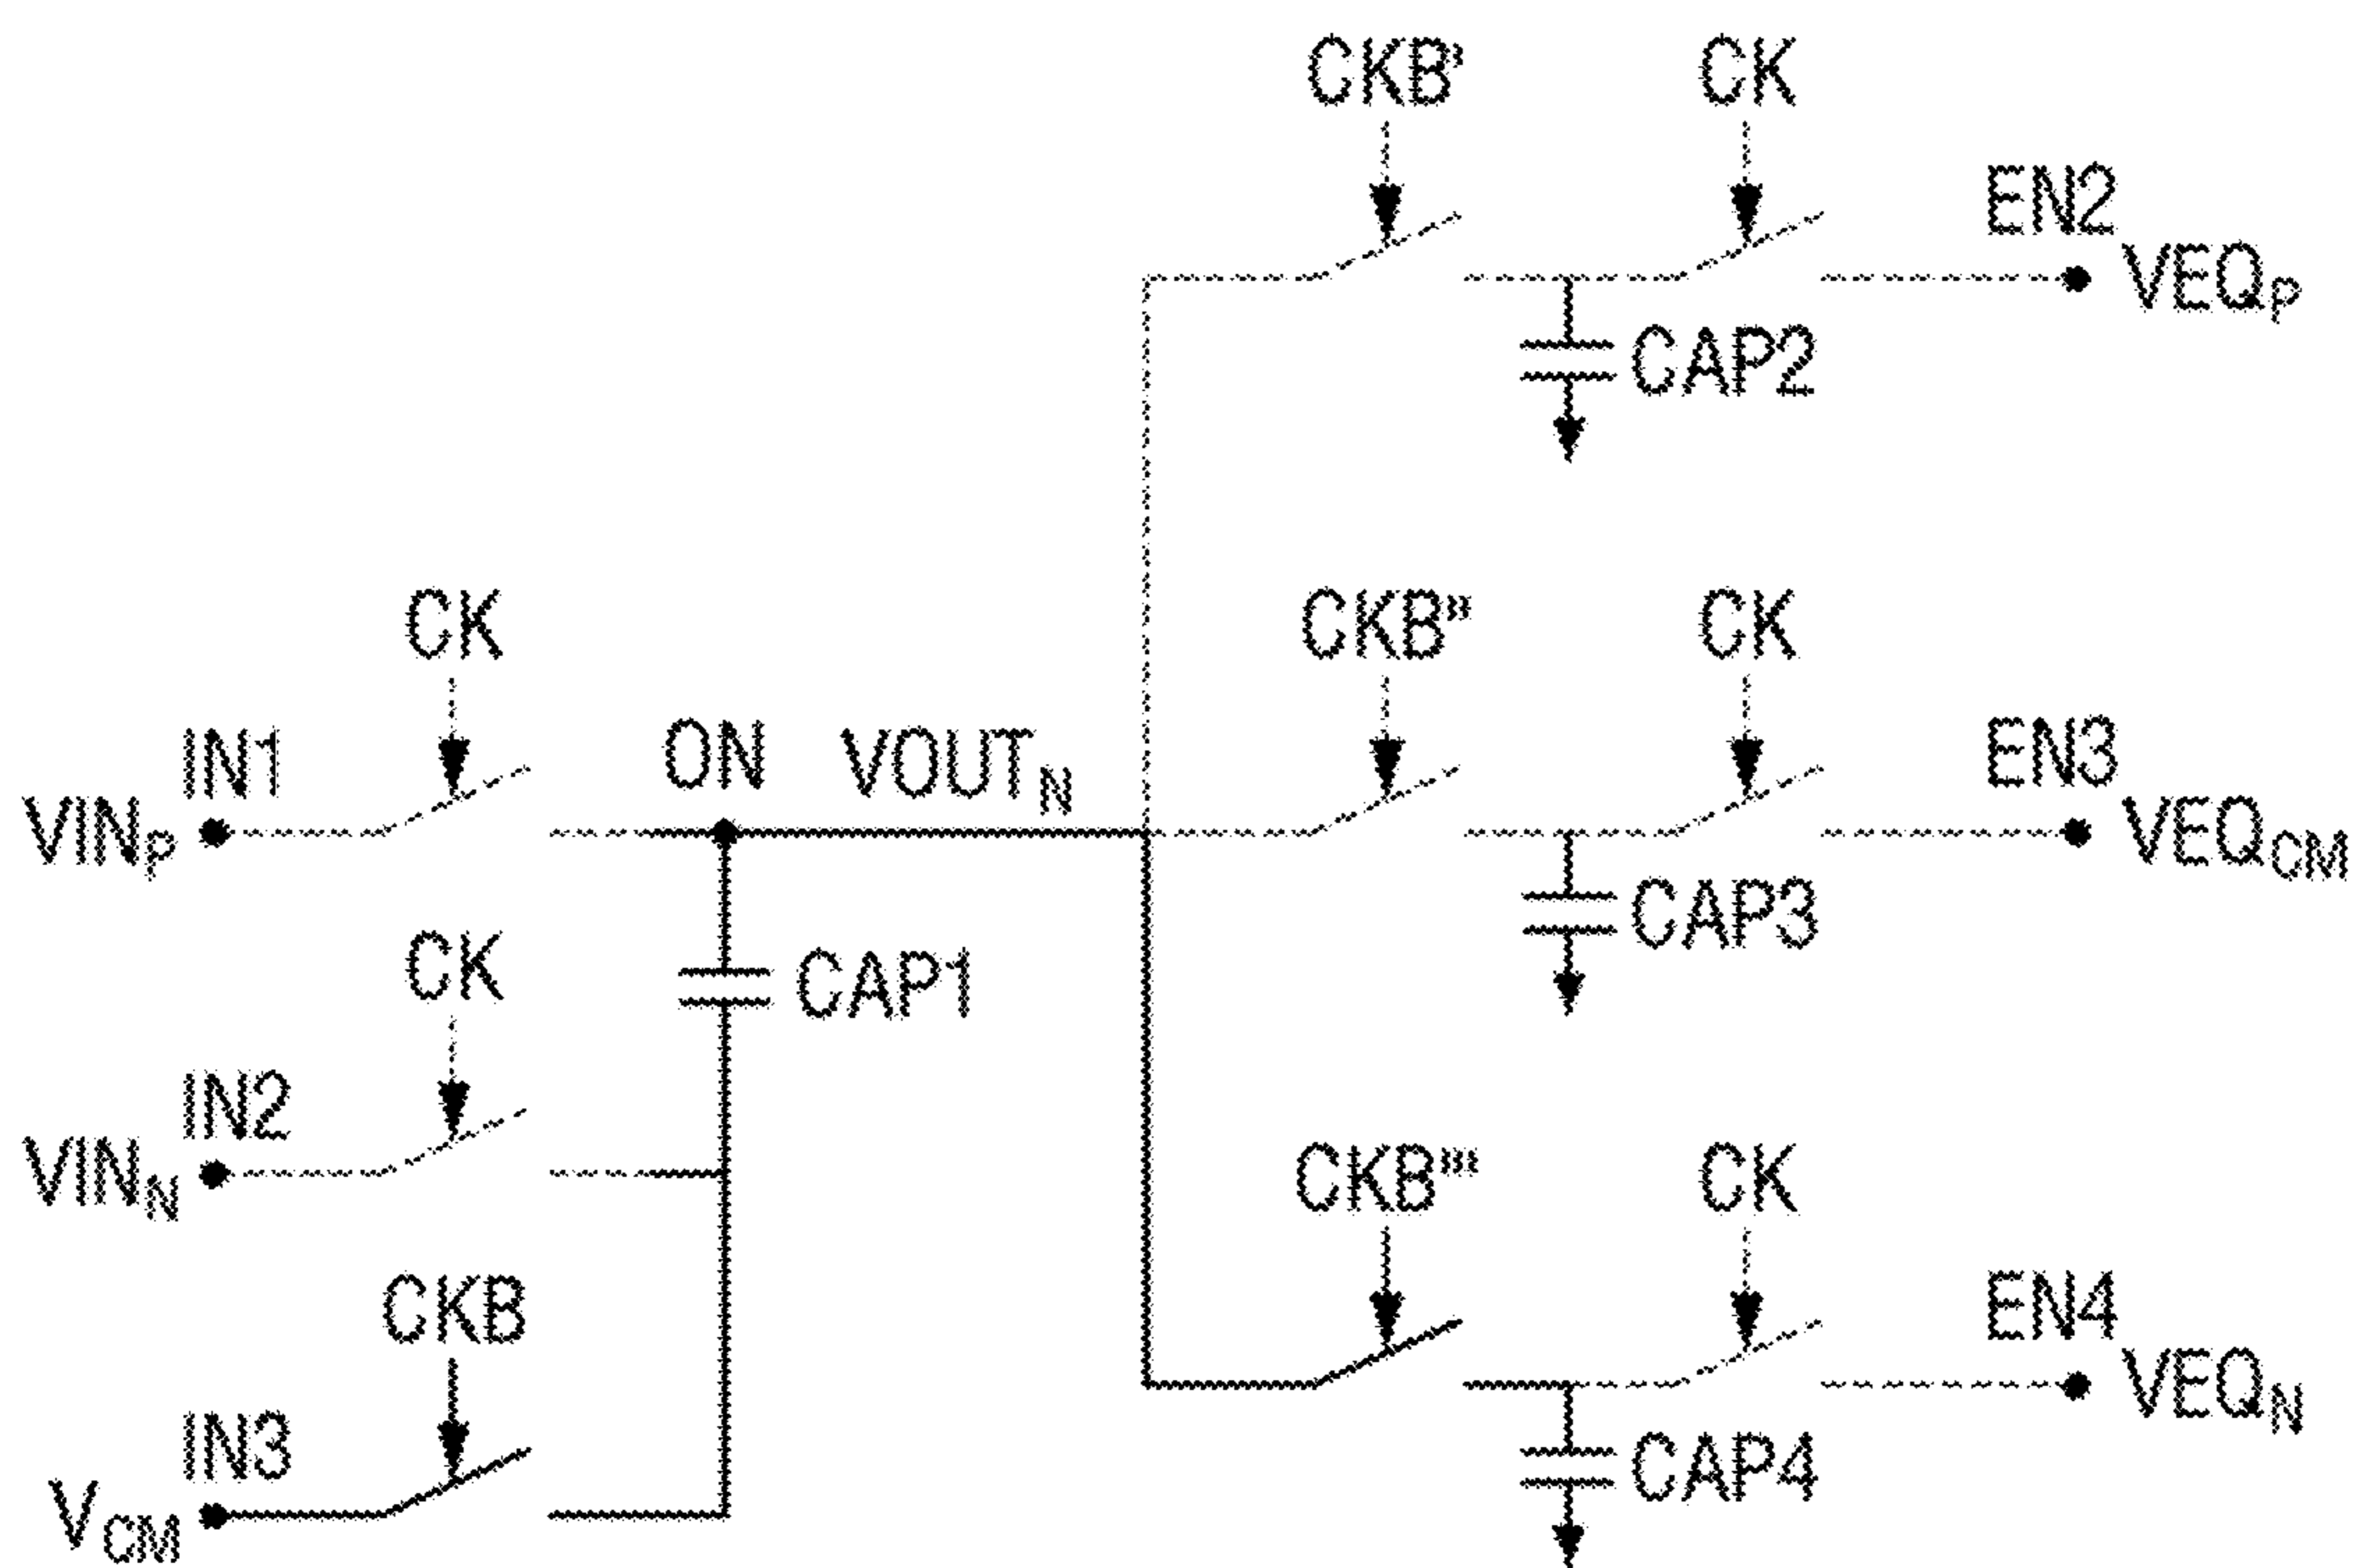 CKB' CK
EN2
VEQP
CAP2
CK CKB" CK
IN1 ON VOUTN EN3
VINP VEQCM
CAP3
CK CAP1
IN2
VINN
CKB"' CK
CKB EN4
VEQN
IN3 CAP4
VCM